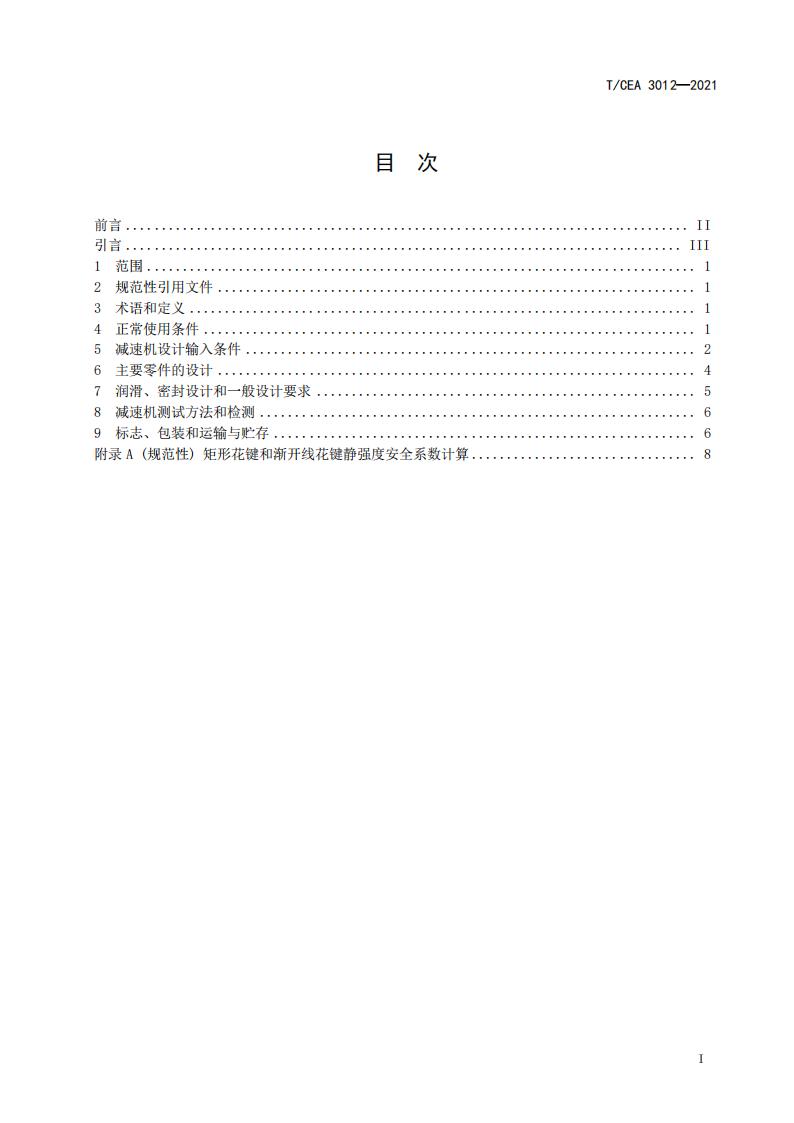 T/CEA 3012—2021
目 次
前言 ........................................................................ II
引言 ........................................................................ III
1 范围 ........................................................................ 1
2 规范性引用文件 ........................................................................ 1
3 术语和定义 ........................................................................ 1
4 正常使用条件 ........................................................................ 1
5 减速机设计输入条件 ........................................................................ 2
6 主要零件的设计 ........................................................................ 4
7 润滑、密封设计和一般设计要求 ........................................................................ 5
8 减速机测试方法和检测 ........................................................................ 6
9 标志、包装和运输与贮存 ........................................................................ 6
附录 A (规范性) 矩形花键和渐开线花键静强度安全系数计算 ........................................................................ 8
I